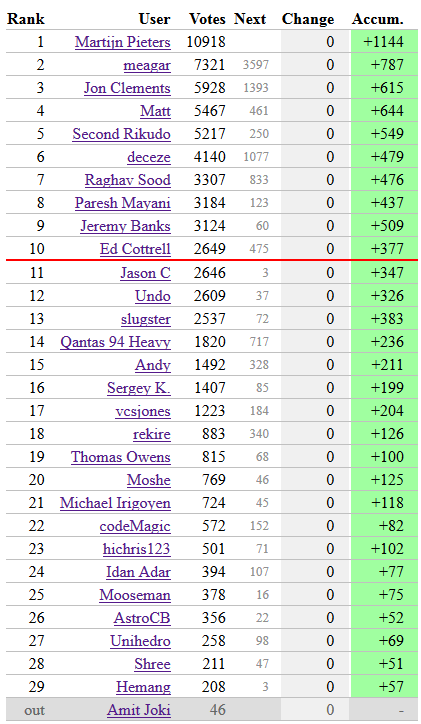 Rank User Votes Next Change Accum.
1 Martijn Pieters 10918 0 +1144
2 meagar 7321 3597 0 +787
3 Jon Clements 5928 1393 0 +615
4 Matt 5467 461 0 +644
5 Second Rikudo 5217 250 0 +549
6 deceze 4140 1077 0 +479
7 Raghav Sood 3307 833 0 +476
8 Paresh Mayani 3184 123 0 +437
9 Jeremy Banks 3124 60 0 +509
10 Ed Cottrell 2649 475 0 +377
11 Jason C 2646 3 0 +347
12 Undo 2609 37 0 +326
13 slugster 2537 72 0 +383
14 Qantas 94 Heavy 1820 717 0 +236
15 Andy 1492 328 0 +211
16 Sergey K. 1407 85 0 +199
17 vcsjones 1223 184 0 +204
18 rekire 883 340 0 +126
19 Thomas Owens 815 68 0 +100
20 Moshe 769 46 0 +125
21 Michael Irigoyen 724 45 0 +118
22 codeMagic 572 152 0 +82
23 hichris123 501 71 0 +102
24 Idan Adar 394 107 0 +77
25 Mooseman 378 16 0 +75
26 AstroCB 356 22 0 +52
27 Unihedro 258 98 0 +69
28 Shree 211 47 0 +51
29 Hemang 208 3 0 +57
out Amit Joki 46 0 -